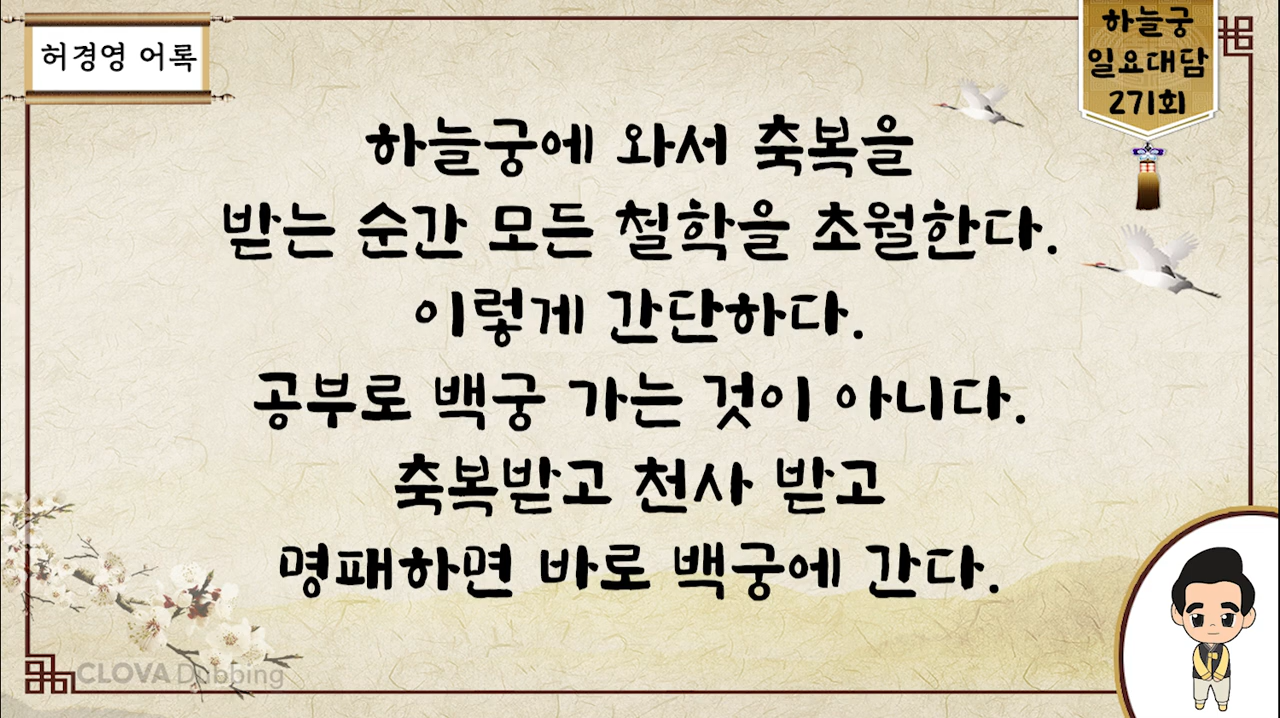 허경영 어록
하늘궁
일요대담
271회
하늘궁에 와서 축복을
받는 순간 모든 철학을 초월한다.
이렇게 간단하다.
공부로 백궁 가는 것이 아니다.
축복받고 천사 받고
명패하면 바로 백궁에 간다.
CLOVA Dubbing